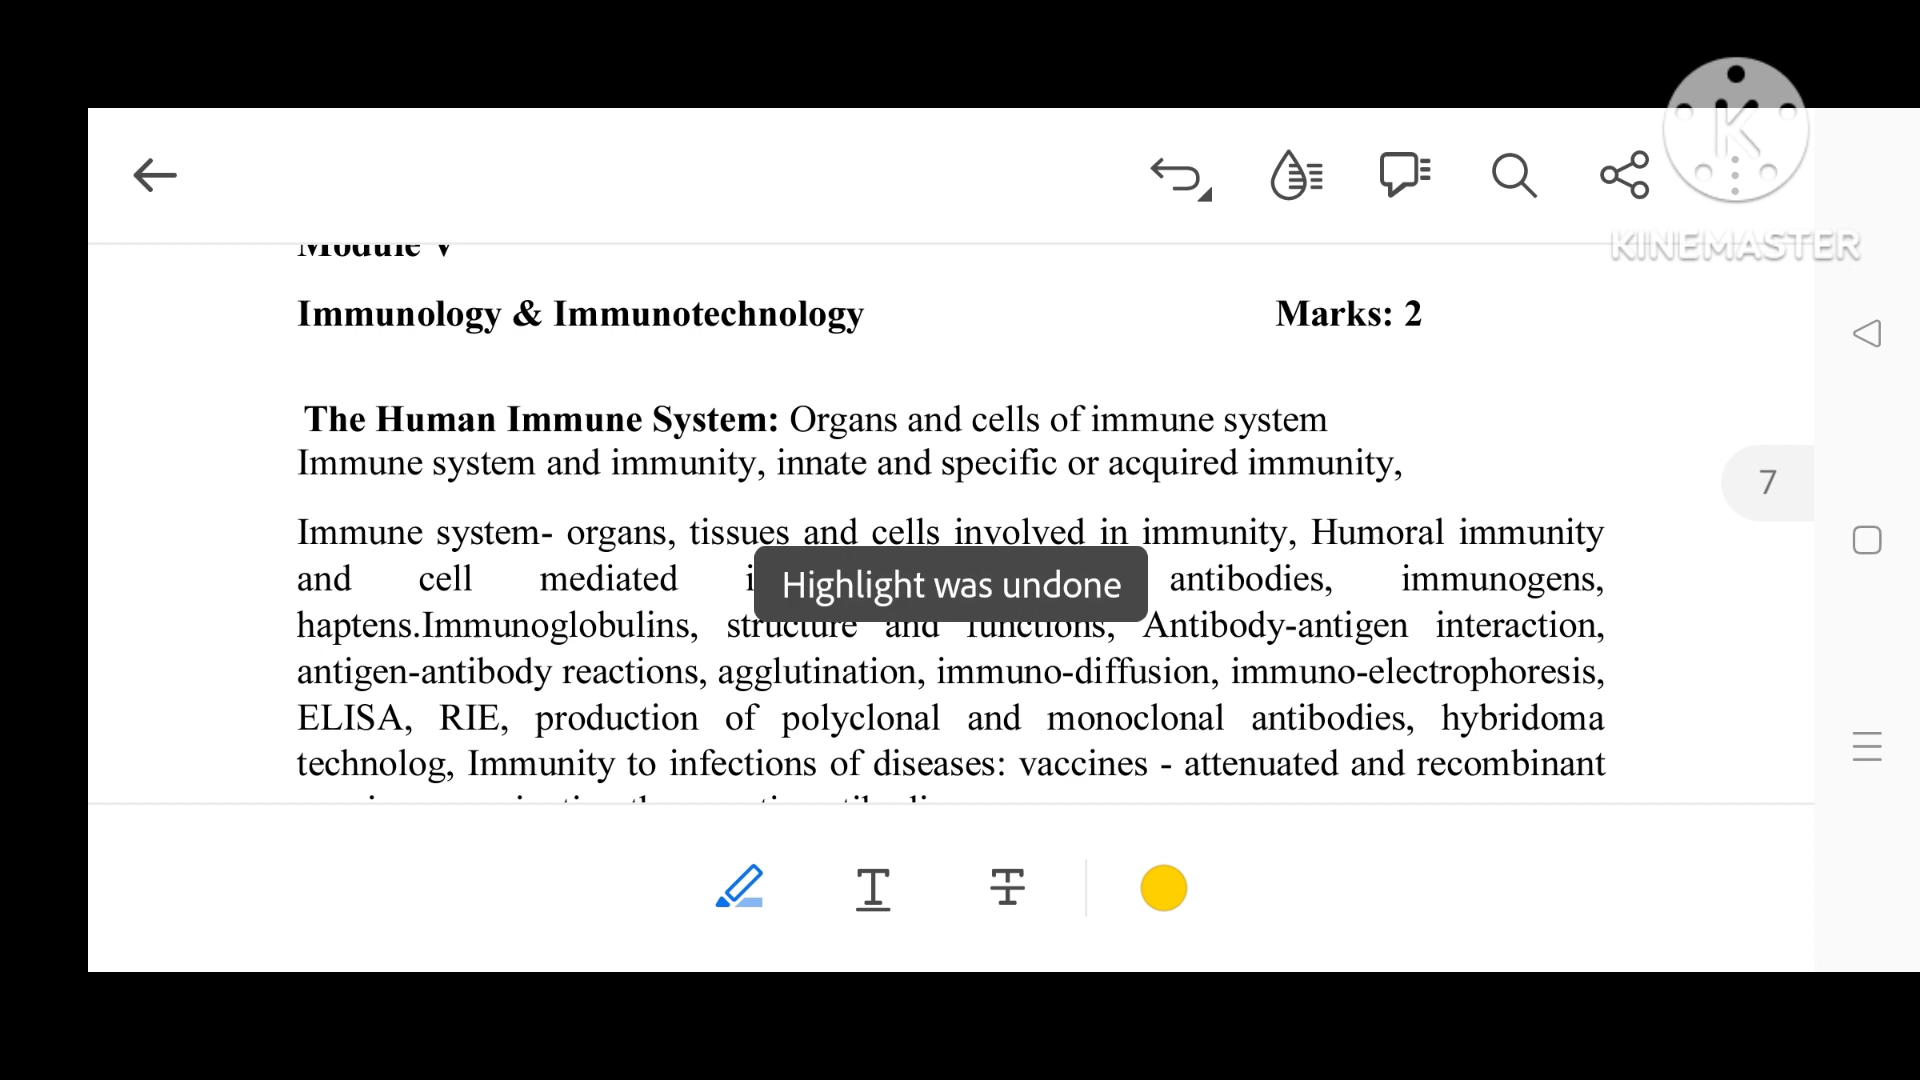 KINEMASTER
Module V
Immunology & Immunotechnology Marks: 2
The Human Immune System: Organs and cells of immune system
Immune system and immunity, innate and specific or acquired immunity,
7
Immune system- organs, tissues and cells involved in immunity, Humoral immunity
and cell mediated antibodies, immunogens,
Highlight was undone
haptens.Immunoglobulins, structure and functions, Antibody-antigen interaction,
antigen-antibody reactions, agglutination, immuno-diffusion, immuno-electrophoresis,
ELISA, RIE, production of polyclonal and monoclonal antibodies, hybridoma
technolog, Immunity to infections of diseases: vaccines - attenuated and recombinant